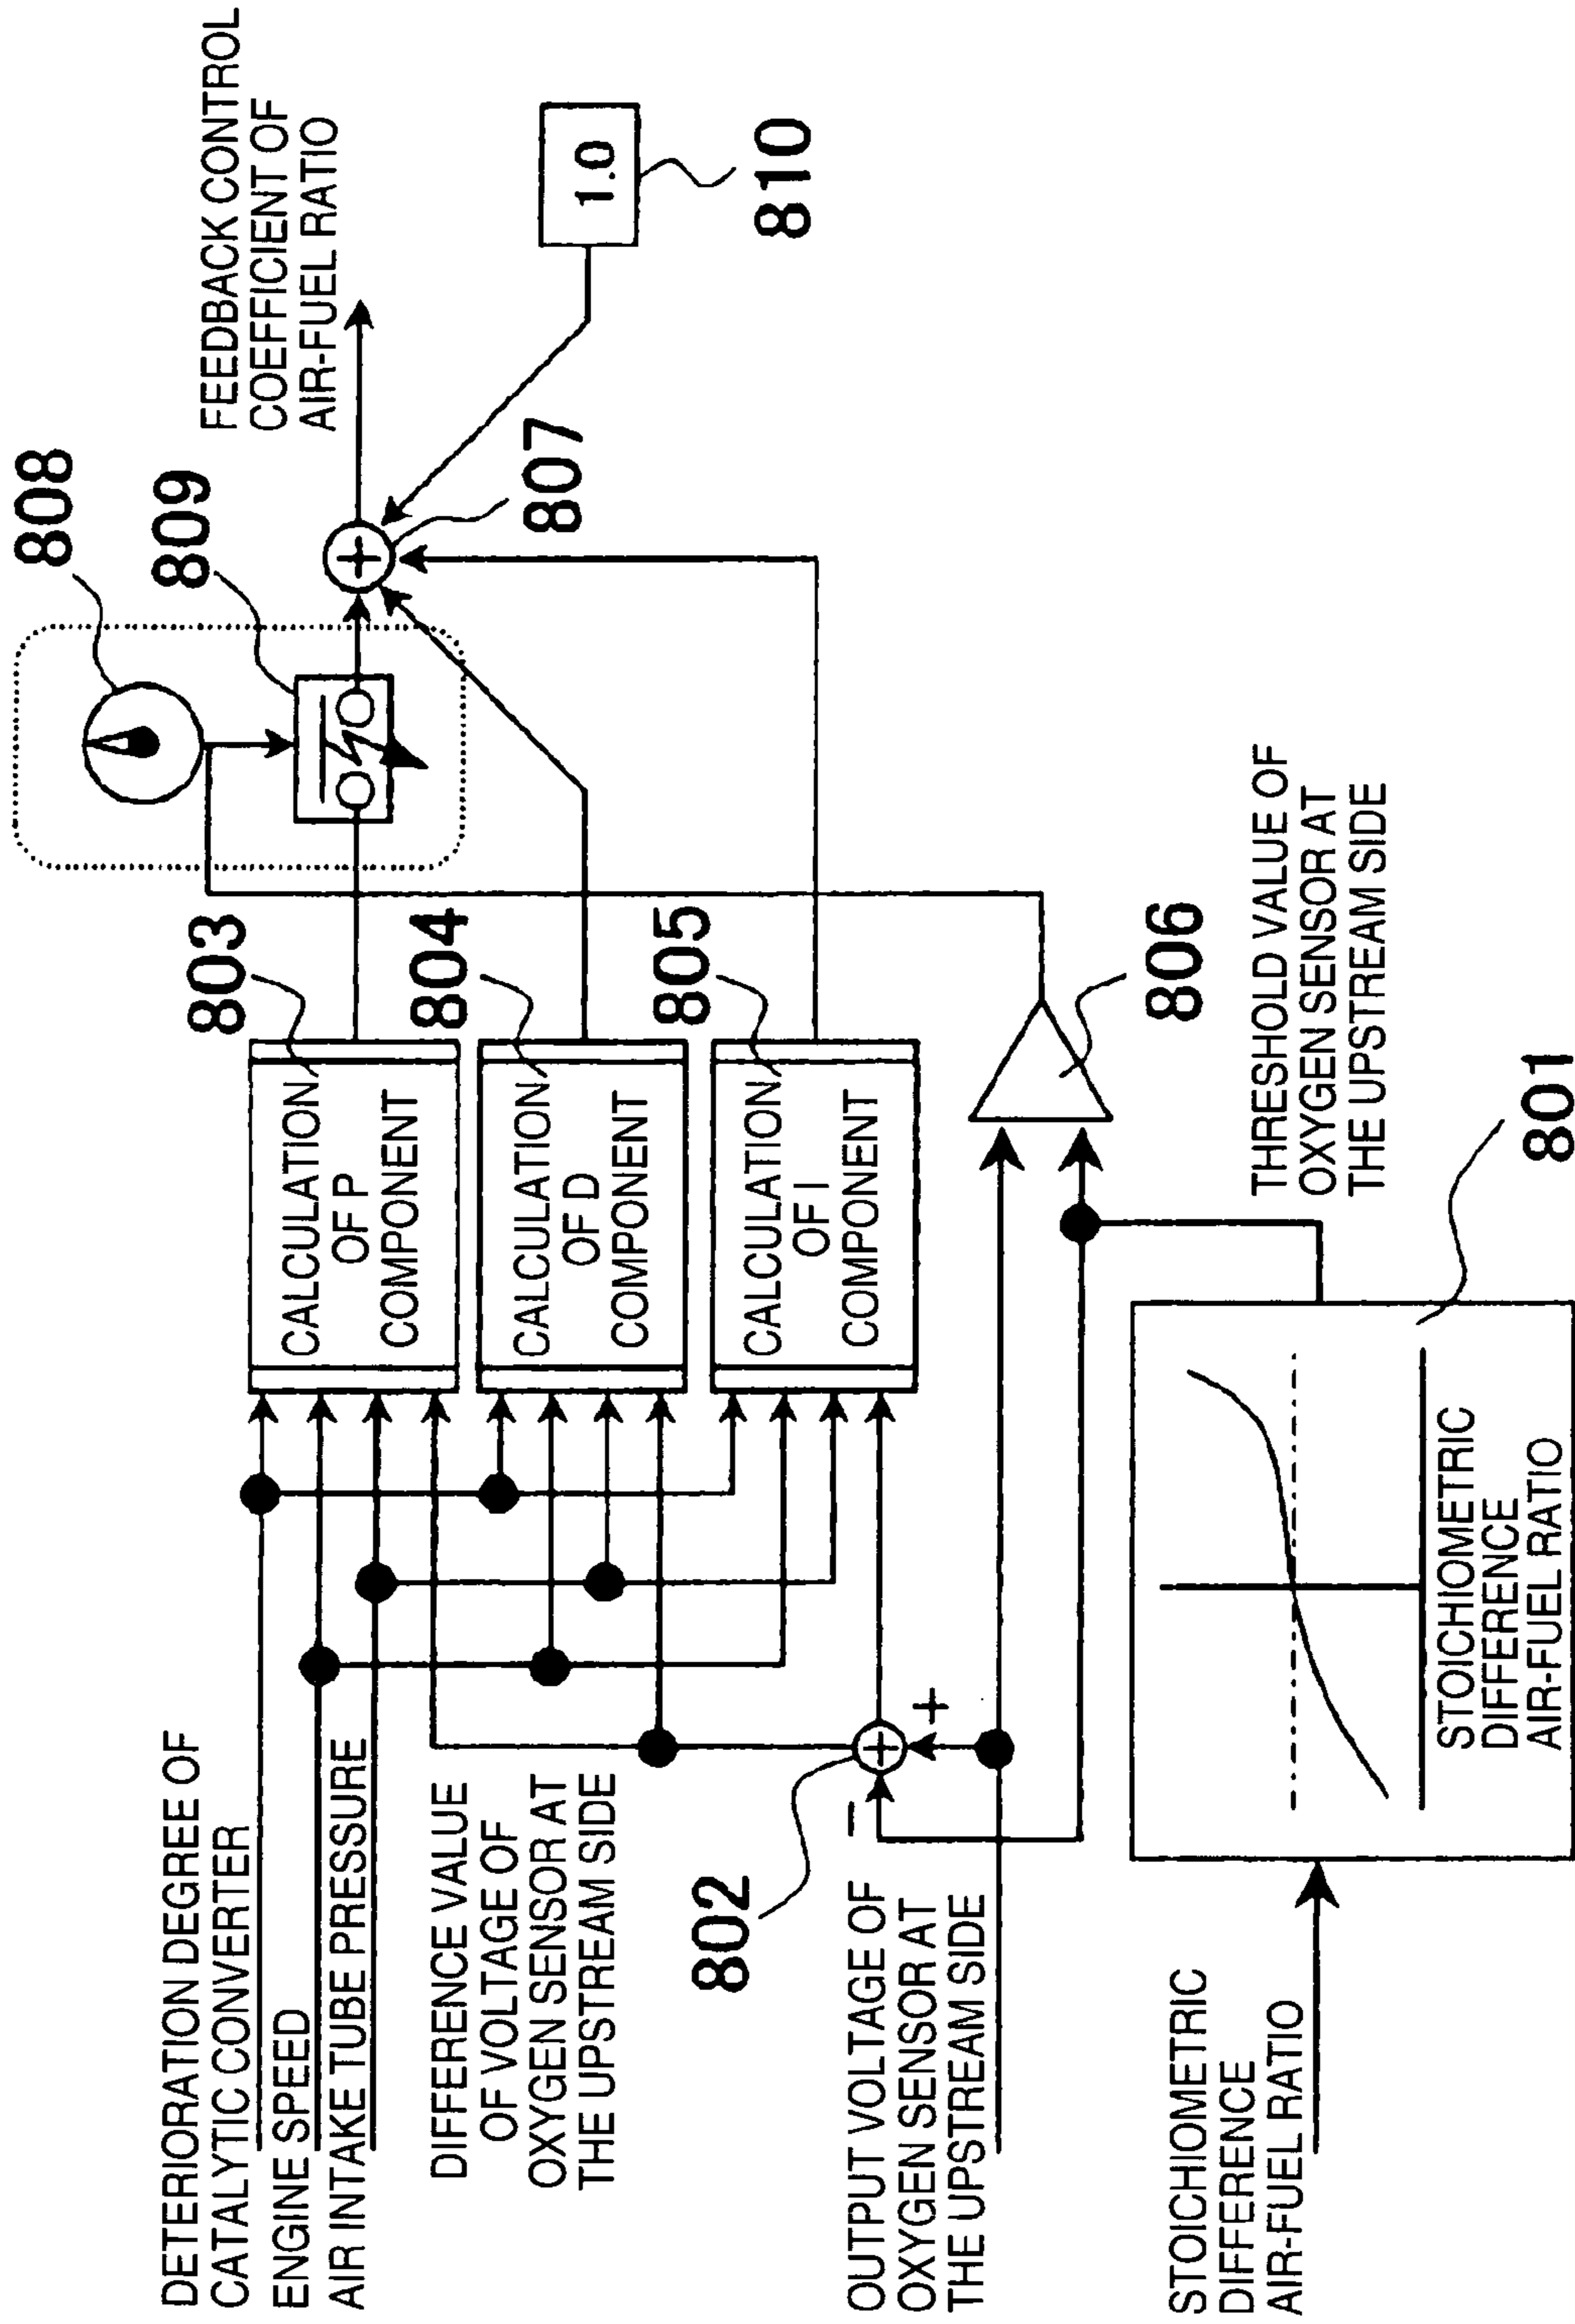 DETERIORATION DEGREE OF
CATALYTIC CONVERTER
ENGINE SPEED
AIR INTAKE TUBE PRESSURE
DIFFERENCE VALUE
OF VOLTAGE OF
OXYGEN SENSOR AT
THE UPSTREAM SIDE
802
OUTPUT VOLTAGE OF
OXYGEN SENSOR AT
THE UPSTREAM SIDE
STOICHIOMETRIC
DIFFERENCE
AIR-FUEL RATIO
−
+
+
CALCULATION
OF P
COMPONENT
803
CALCULATION
OF D
COMPONENT
804
CALCULATION
OF I
COMPONENT
805
806
STOICHIOMETRIC
DIFFERENCE
AIR-FUEL RATIO
801
THRESHOLD VALUE OF
OXYGEN SENSOR AT
THE UPSTREAM SIDE
808
809
+
807
FEEDBACK CONTROL
COEFFICIENT OF
AIR-FUEL RATIO
1.0
810